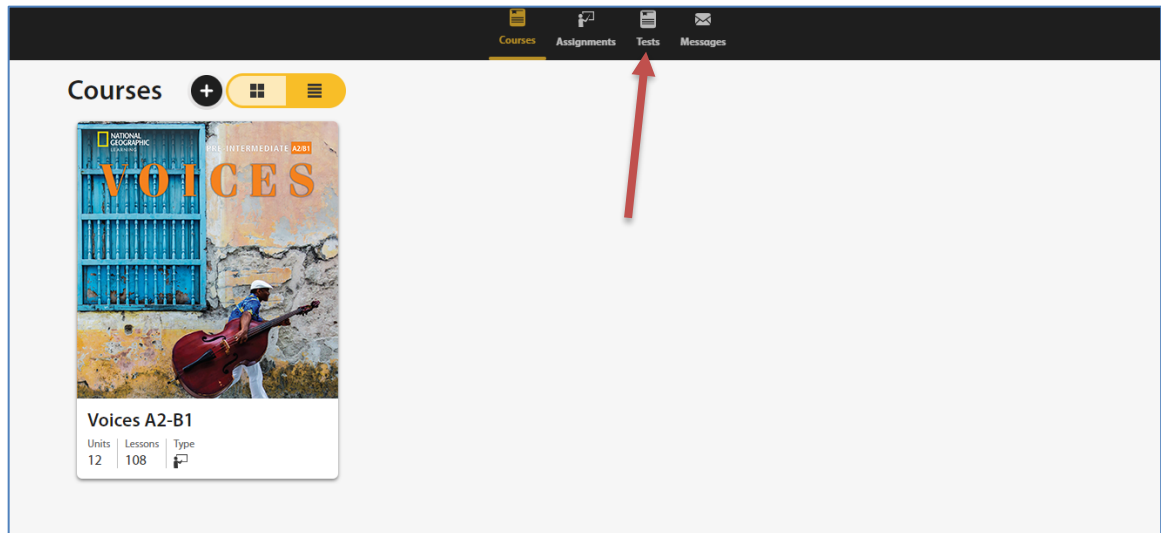 Courses Assignments Tests Messages
Courses
NATIONAL
GEOGRAPHIC
LEARNING
PRE-INTERMEDIATE A2/B1
VOICES
Voices A2-B1
Units Lessons Type
12 108